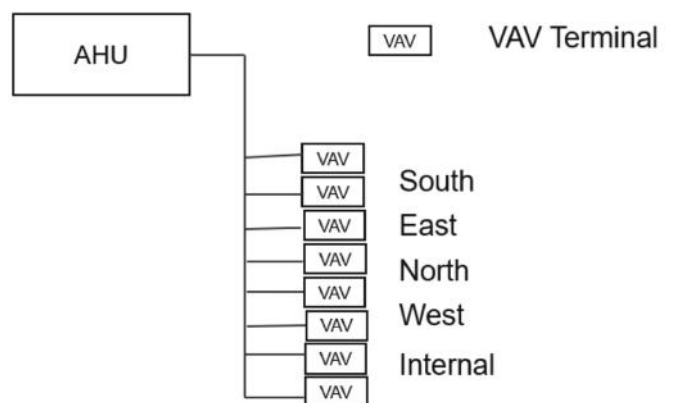 AHU
VAV VAV Terminal
VAV
VAV
South
VAV
East
VAV
North
VAV
West
VAV
VAV
Internal
VAV